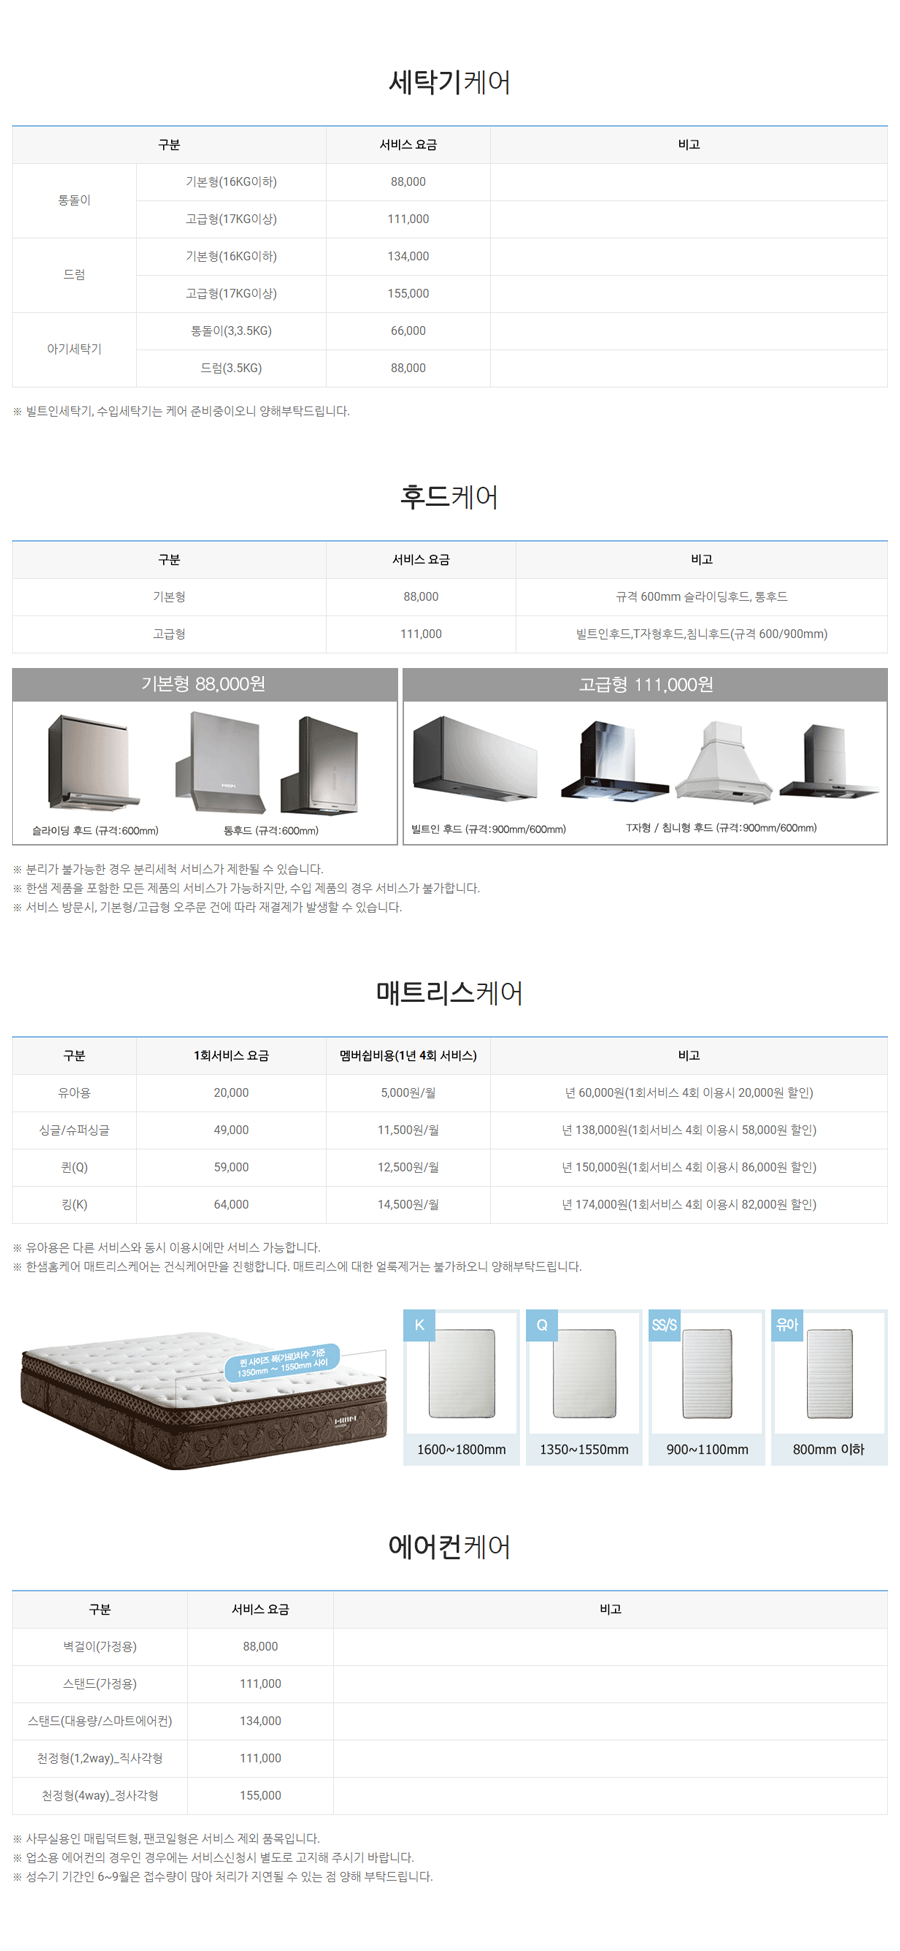 세탁기케어
구분 서비스 요금 비고
통돌이 기본형(16KG이하) 88,000
고급형(17KG이상) 111,000
드럼 기본형(16KG이하) 134,000
고급형(17KG이상) 155,000
아기세탁기 통돌이(3,3.5KG) 66,000
드럼(3.5KG) 88,000
※ 빌트인세탁기, 수입세탁기는 케어 준비중이오니 양해부탁드립니다.
후드케어
구분 서비스 요금 비고
기본형 88,000 규격 600mm 슬라이딩후드, 통후드
고급형 111,000 빌트인후드,T자형후드,침니후드(규격 600/900mm)
기본형 88,000원 고급형 111,000원
슬라이딩 후드 (규격:600mm) 통후드 (규격:600mm) 빌트인 후드 (규격:900mm/600mm) T자형 / 침니형 후드 (규격:900mm/600mm)
※ 분리가 불가능한 경우 분리세척 서비스가 제한될 수 있습니다.
※ 한샘 제품을 포함한 모든 제품의 서비스가 가능하지만, 수입 제품의 경우 서비스가 불가합니다.
※ 서비스 방문시, 기본형/고급형 오주문 건에 따라 재결제가 발생할 수 있습니다.
매트리스케어
구분 1회서비스 요금 멤버쉽비용(1년 4회 서비스) 비고
유아용 20,000 5,000원/월 년 60,000원(1회서비스 4회 이용시 20,000원 할인)
싱글/슈퍼싱글 49,000 11,500원/월 년 138,000원(1회서비스 4회 이용시 58,000원 할인)
퀸(Q) 59,000 12,500원/월 년 150,000원(1회서비스 4회 이용시 86,000원 할인)
킹(K) 64,000 14,500원/월 년 174,000원(1회서비스 4회 이용시 82,000원 할인)
※ 유아용은 다른 서비스와 동시 이용시에만 서비스 가능합니다.
※ 한샘홈케어 매트리스케어는 건식케어만을 진행합니다. 매트리스에 대한 얼룩제거는 불가하오니 양해부탁드립니다.
퀸 사이즈 폭(가로)치수 기준
1350mm ~ 1550mm 사이
K Q SS/S 유아
1600~1800mm 1350~1550mm 900~1100mm 800mm 이하
에어컨케어
구분 서비스 요금 비고
벽걸이(가정용) 88,000
스탠드(가정용) 111,000
스탠드(대용량/스마트에어컨) 134,000
천정형(1,2way)_직사각형 111,000
천정형(4way)_정사각형 155,000
※ 사무실용인 매립덕트형, 팬코일형은 서비스 제외 품목입니다.
※ 업소용 에어컨의 경우인 경우에는 서비스신청시 별도로 고지해 주시기 바랍니다.
※ 성수기 기간인 6~9월은 접수량이 많아 처리가 지연될 수 있는 점 양해 부탁드립니다.